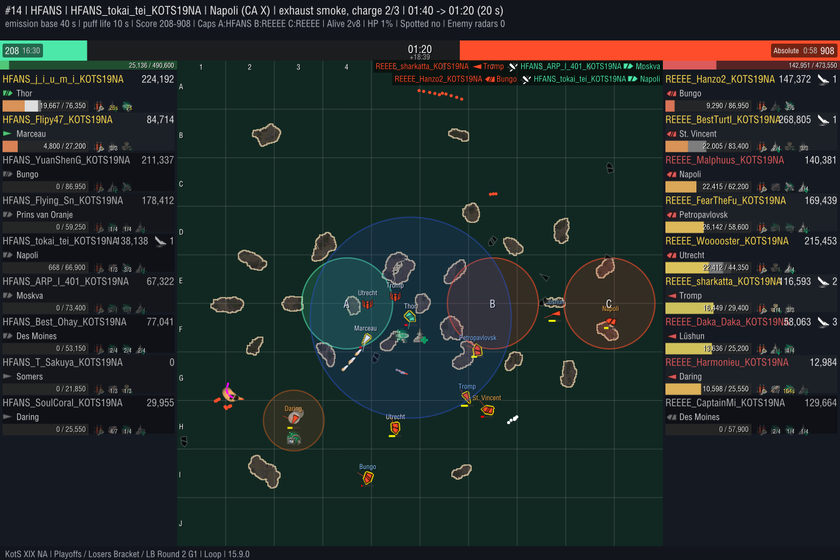 #14 | HFANS | HFANS_tokai_tei_KOTS19NA | Napoli (CA X) | exhaust smoke, charge 2/3 | 01:40 -> 01:20 (20 s)
emission base 40 s | puff life 10 s | Score 208-908 | Caps A:HFANS B:REEEE C:REEEE | Alive 2v8 | HP 1% | Spotted no | Enemy radars 0
208 16:30
01:20
+18:39
Absolute 0:58 908
25,136 / 490,600
142,951 / 473,550
REEEE_sharkatta_KOTS19NA Tromp HFANS_ARP_I_401_KOTS19NA Moskva
REEEE_Hanzo2_KOTS19NA Bungo HFANS_tokai_tei_KOTS19NA Napoli
HFANS_j_i_u_m_i_KOTS19NA 224,192
Thor
19,667 / 76,350
HFANS_Flipy47_KOTS19NA 84,714
Marceau
4,800 / 27,200
HFANS_YuanShenG_KOTS19NA 211,337
Bungo
0 / 86,950
HFANS_Flying_Sn_KOTS19NA 178,412
Prins van Oranje
0 / 59,250
HFANS_tokai_tei_KOTS19NA 138,138 1
Napoli
668 / 66,900
HFANS_ARP_I_401_KOTS19NA 67,322
Moskva
0 / 73,400
HFANS_Best_Ohay_KOTS19NA 77,041
Des Moines
0 / 53,150
HFANS_T_Sakuya_KOTS19NA 0
Somers
0 / 21,850
HFANS_SoulCoral_KOTS19NA 29,955
Daring
0 / 25,550
1 2 3 4 5 6 7 8 9 10
A
B
C
D
E
F
G
H
I
J
A
B
C
Utrecht
Tromp
Thor
Marceau
Petropavlovsk
Napoli
Tromp
St. Vincent
Daring
Utrecht
Bungo
REEEE_Hanzo2_KOTS19NA 147,372 1
Bungo
9,290 / 86,950
REEEE_BestTurtl_KOTS19NA 268,805 1
St. Vincent
22,005 / 83,400
REEEE_Malphuus_KOTS19NA 140,381
Napoli
22,415 / 62,200
REEEE_FearTheFu_KOTS19NA 169,439
Petropavlovsk
26,142 / 58,600
REEEE_Wooooster_KOTS19NA 215,453
Utrecht
22,412 / 44,350
REEEE_sharkatta_KOTS19NA 116,593 2
Tromp
REEEE_Daka_Daka_KOTS19NA 58,063 3
Lüshun
REEEE_Harmonieu_KOTS19NA 12,984
Daring
10,598 / 25,550
REEEE_CaptainMi_KOTS19NA 129,664
Des Moines
0 / 57,900
KotS XIX NA | Playoffs / Losers Bracket / LB Round 2 G1 | Loop | 15.9.0